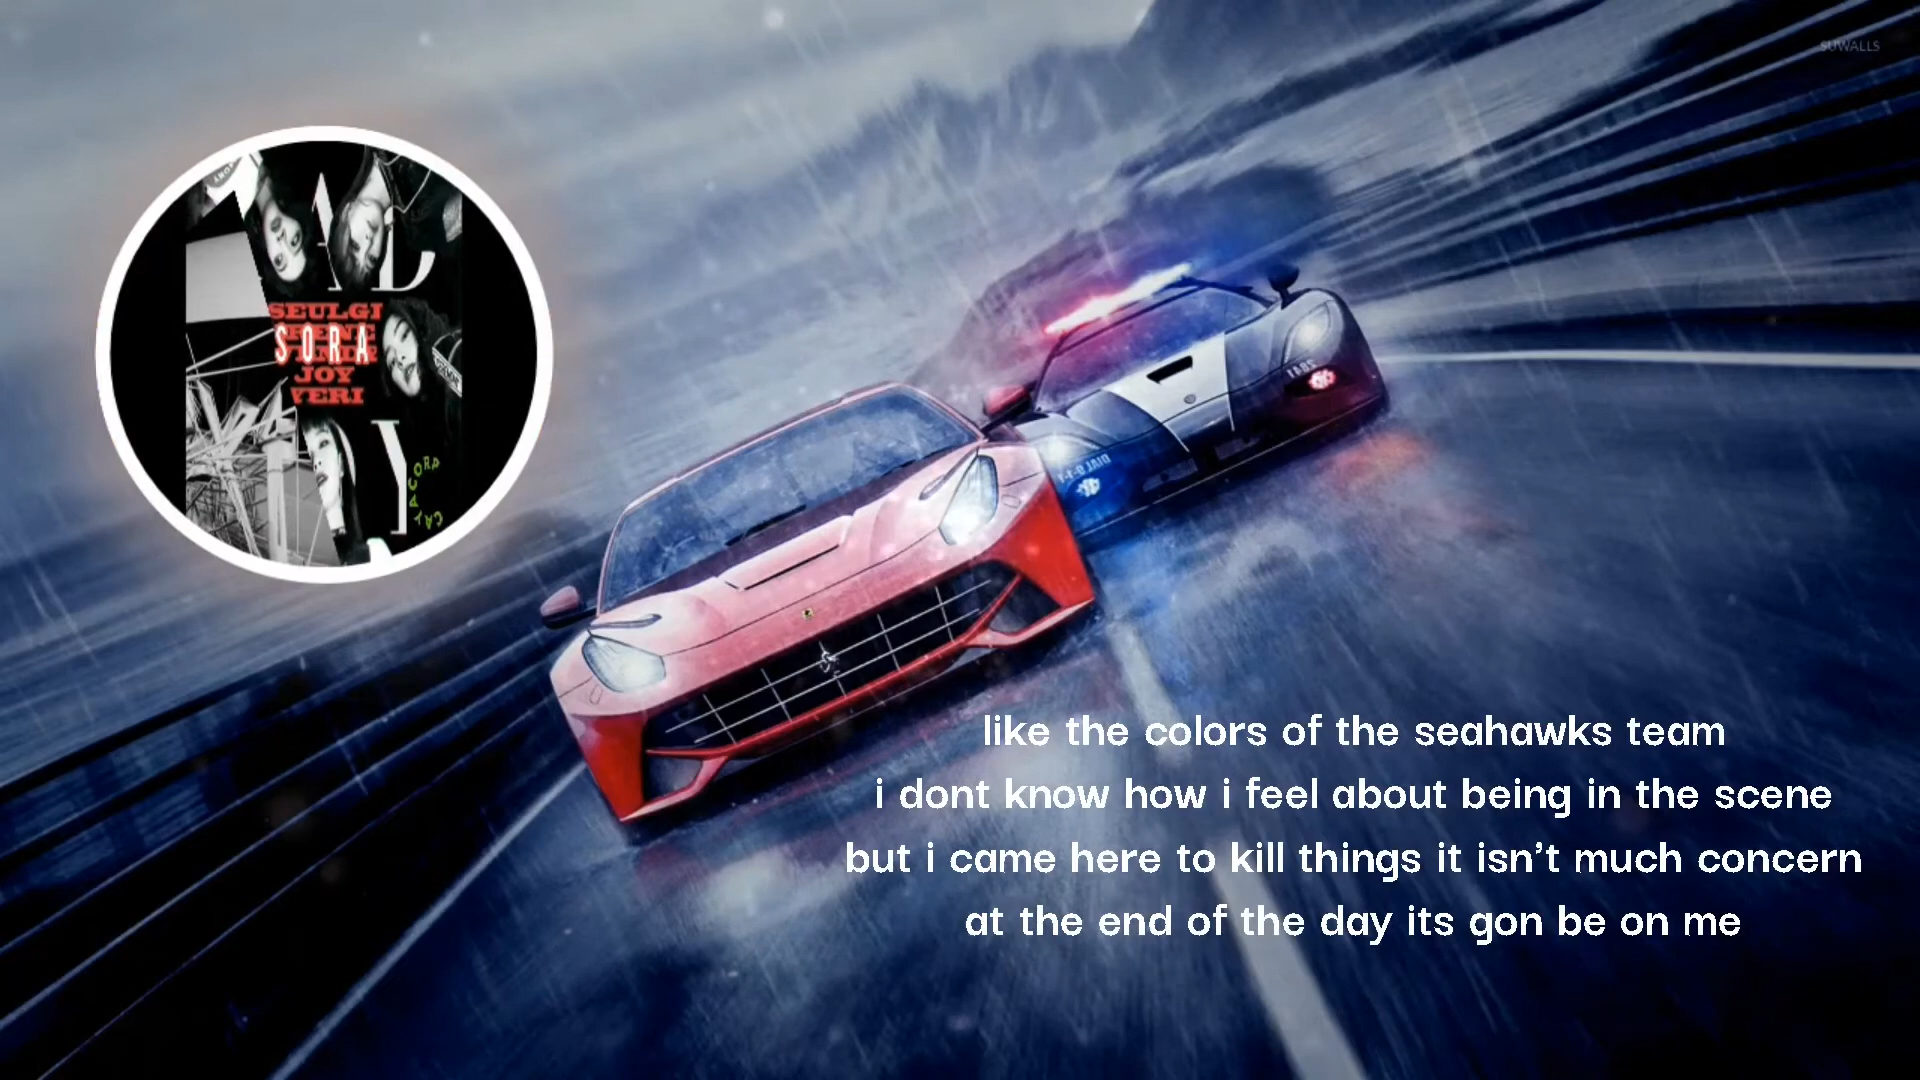 SUWALLS
SEULGI
SORA
JOY
YERI
CALACORP
like the colors of the seahawks team
i dont know how i feel about being in the scene
but i came here to kill things it isn't much concern
at the end of the day its gon be on me